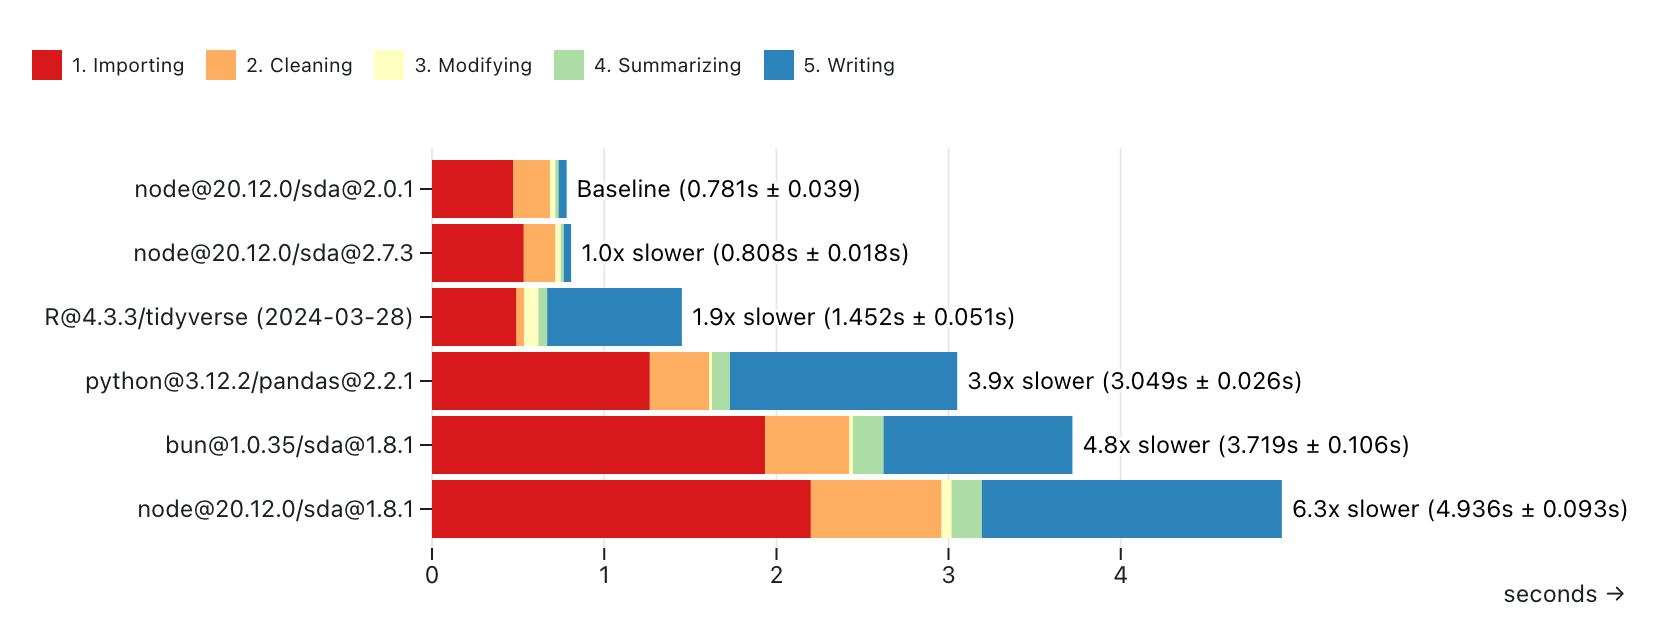 1. Importing 2. Cleaning 3. Modifying 4. Summarizing 5. Writing
node@20.12.0/sda@2.0.1 Baseline (0.781s ± 0.039)
node@20.12.0/sda@2.7.3 1.0x slower (0.808s ± 0.018s)
R@4.3.3/tidyverse (2024-03-28) 1.9x slower (1.452s ± 0.051s)
python@3.12.2/pandas@2.2.1 3.9x slower (3.049s ± 0.026s)
bun@1.0.35/sda@1.8.1 4.8x slower (3.719s ± 0.106s)
node@20.12.0/sda@1.8.1 6.3x slower (4.936s ± 0.093s)
0 1 2 3 4
seconds →